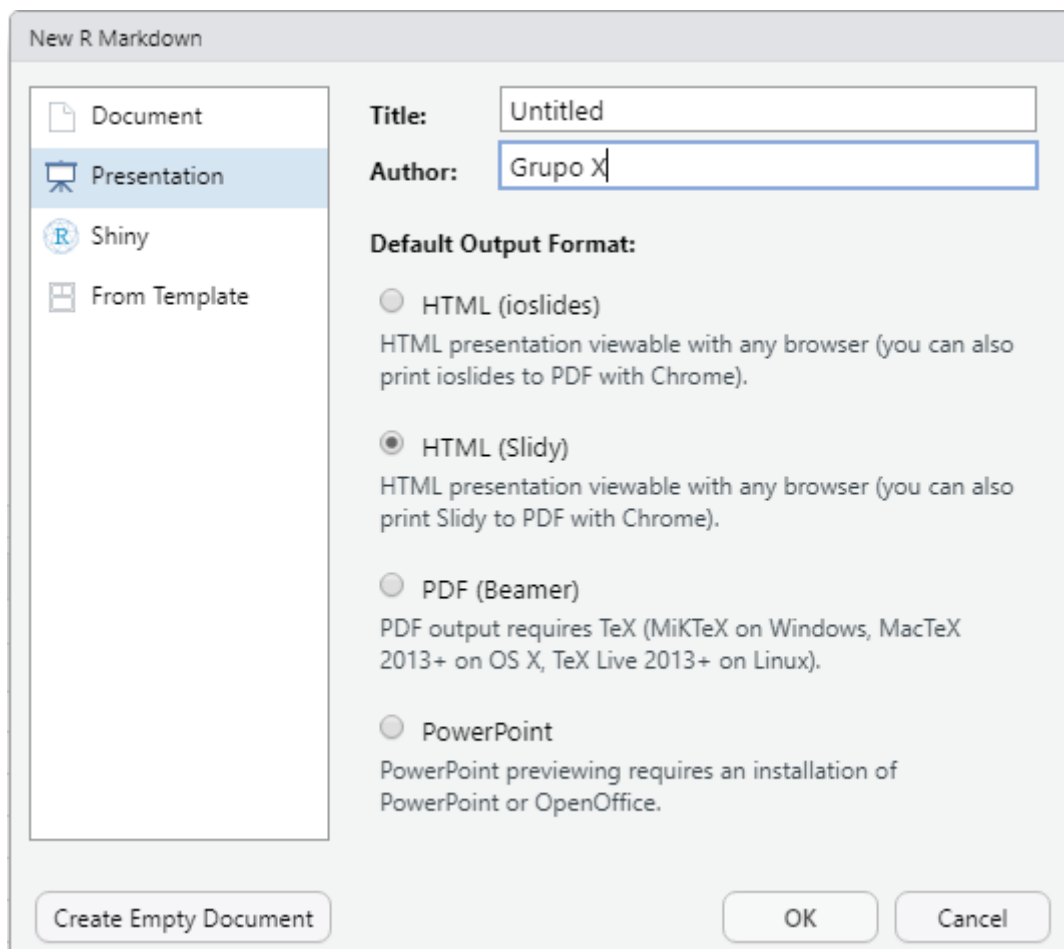 New R Markdown
Document
Presentation
Shiny
From Template
Title:
Untitled
Author:
Grupo X
Default Output Format:
HTML (ioslides)
HTML presentation viewable with any browser (you can also
print ioslides to PDF with Chrome).
HTML (Slidy)
HTML presentation viewable with any browser (you can also
print Slidy to PDF with Chrome).
PDF (Beamer)
PDF output requires TeX (MiKTeX on Windows, MacTeX
2013+ on OS X, TeX Live 2013+ on Linux).
PowerPoint
PowerPoint previewing requires an installation of
PowerPoint or OpenOffice.
Create Empty Document
OK
Cancel